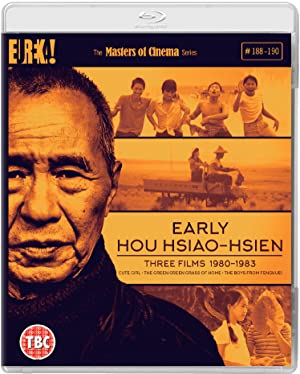 EUREKA!
The Masters of Cinema Series
# 188-190
EARLY
HOU HSIAO-HSIEN
THREE FILMS 1980-1983
CUTE GIRL • THE GREEN GREEN GRASS OF HOME • THE BOYS FROM FENGKUEI
TBC